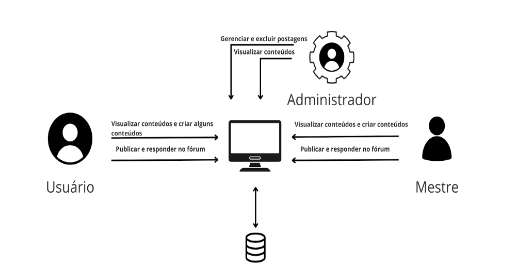 Gerenciar e excluir postagens
Visualizar conteúdos
Administrador
Visualizar conteúdos e criar alguns
conteúdos
Publicar e responder no fórum
Usuário
Visualizar conteúdos e criar conteúdos
Publicar e responder no fórum
Mestre